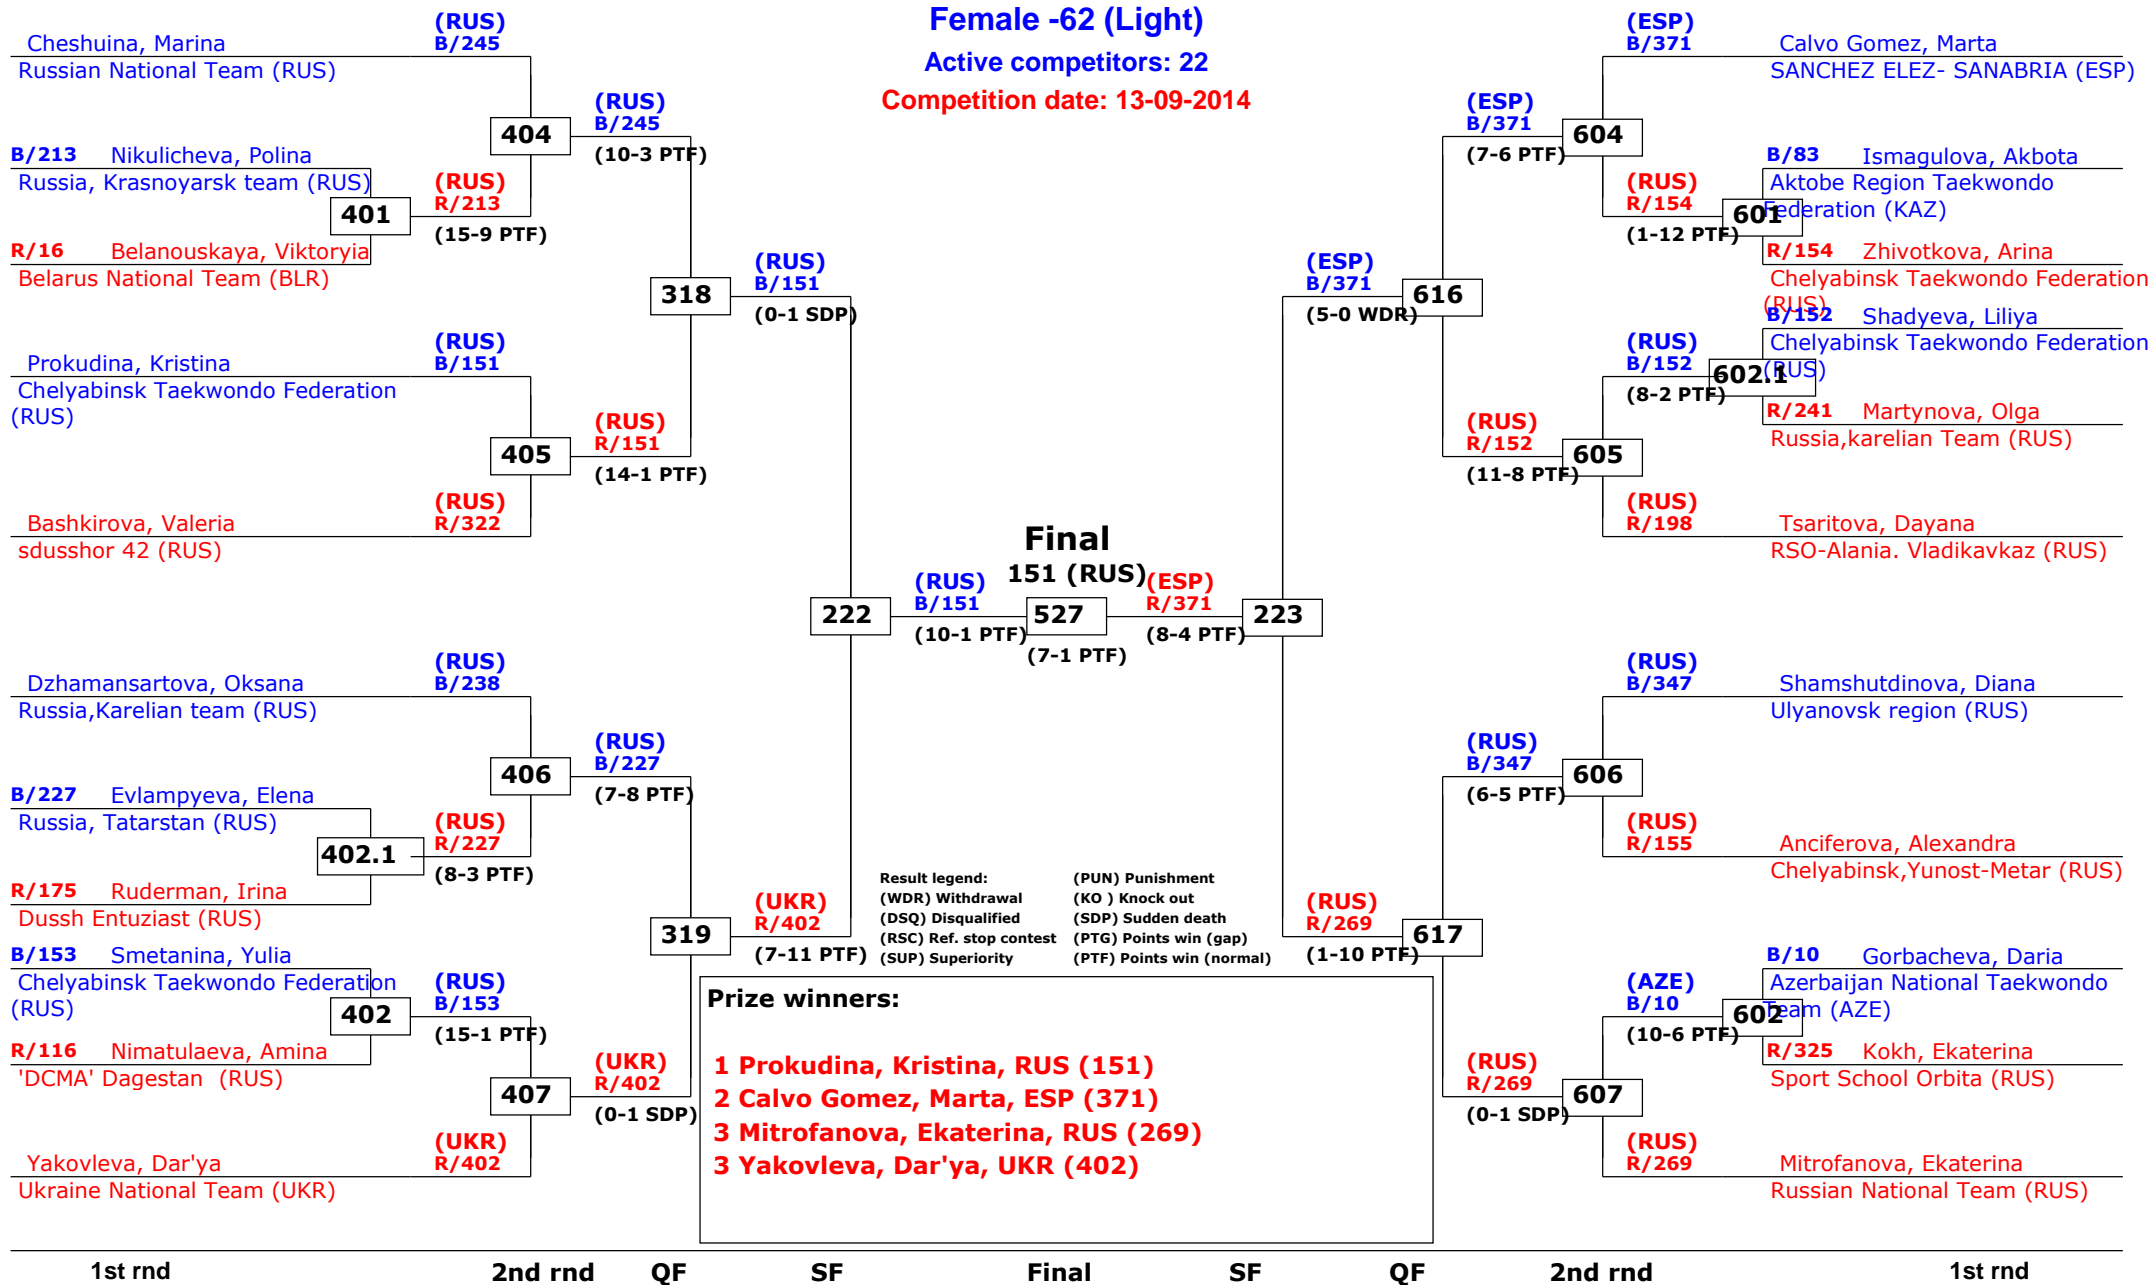 Female -62 (Light)
Active competitors: 22
Competition date: 13-09-2014
Cheshuina, Marina
Russian National Team (RUS)
(RUS)
B/245
B/213 Nikulicheva, Polina
Russia, Krasnoyarsk team (RUS)
401
R/16 Belanouskaya, Viktoryia
Belarus National Team (BLR)
(RUS)
R/213
(15-9 PTF)
404
(RUS)
B/245
(10-3 PTF)
Prokudina, Kristina
Chelyabinsk Taekwondo Federation
(RUS)
(RUS)
B/151
Bashkirova, Valeria
sdusshor 42 (RUS)
(RUS)
R/322
405
(RUS)
R/151
(14-1 PTF)
318
(RUS)
B/151
(0-1 SDP)
Dzhamansartova, Oksana
Russia,Karelian team (RUS)
(RUS)
B/238
B/227 Evlampyeva, Elena
Russia, Tatarstan (RUS)
402.1
R/175 Ruderman, Irina
Dussh Entuziast (RUS)
(RUS)
R/227
(8-3 PTF)
406
(RUS)
B/227
(7-8 PTF)
B/153 Smetanina, Yulia
Chelyabinsk Taekwondo Federation
(RUS)
402
R/116 Nimatulaeva, Amina
'DCMA' Dagestan (RUS)
(RUS)
B/153
(15-1 PTF)
407
Yakovleva, Dar'ya
Ukraine National Team (UKR)
(UKR)
R/402
(UKR)
R/402
(0-1 SDP)
319
(UKR)
R/402
(7-11 PTF)
222
(RUS)
B/151
(10-1 PTF)
Final
151 (RUS)
527
(7-1 PTF)
(ESP)
R/371
(8-4 PTF)
223
(ESP)
B/371
(5-0 WDR)
616
(ESP)
B/371
(7-6 PTF)
604
(ESP)
B/371
Calvo Gomez, Marta
SANCHEZ ELEZ- SANABRIA (ESP)
(RUS)
R/154
(1-12 PTF)
601
B/83 Ismagulova, Akbota
Aktobe Region Taekwondo
Federation (KAZ)
R/154 Zhivotkova, Arina
Chelyabinsk Taekwondo Federation
(RUS)
B/152 Shadyeva, Liliya
Chelyabinsk Taekwondo Federation
(RUS)
602.1
R/241 Martynova, Olga
Russia,karelian Team (RUS)
(RUS)
B/152
(8-2 PTF)
605
(RUS)
R/152
(11-8 PTF)
(RUS)
R/198
Tsaritova, Dayana
RSO-Alania. Vladikavkaz (RUS)
(RUS)
B/347
Shamshutdinova, Diana
Ulyanovsk region (RUS)
606
(RUS)
B/347
(6-5 PTF)
(RUS)
R/155
Anciferova, Alexandra
Chelyabinsk,Yunost-Metar (RUS)
617
(RUS)
R/269
(1-10 PTF)
B/10 Gorbacheva, Daria
Azerbaijan National Taekwondo
Team (AZE)
602
R/325 Kokh, Ekaterina
Sport School Orbita (RUS)
(AZE)
B/10
(10-6 PTF)
607
(RUS)
R/269
(0-1 SDP)
(RUS)
R/269
Mitrofanova, Ekaterina
Russian National Team (RUS)
Result legend:
(WDR) Withdrawal
(DSQ) Disqualified
(RSC) Ref. stop contest
(SUP) Superiority
(PUN) Punishment
(KO ) Knock out
(SDP) Sudden death
(PTG) Points win (gap)
(PTF) Points win (normal)
Prize winners:
1 Prokudina, Kristina, RUS (151)
2 Calvo Gomez, Marta, ESP (371)
3 Mitrofanova, Ekaterina, RUS (269)
3 Yakovleva, Dar'ya, UKR (402)
1st rnd 2nd rnd QF SF Final SF QF 2nd rnd 1st rnd